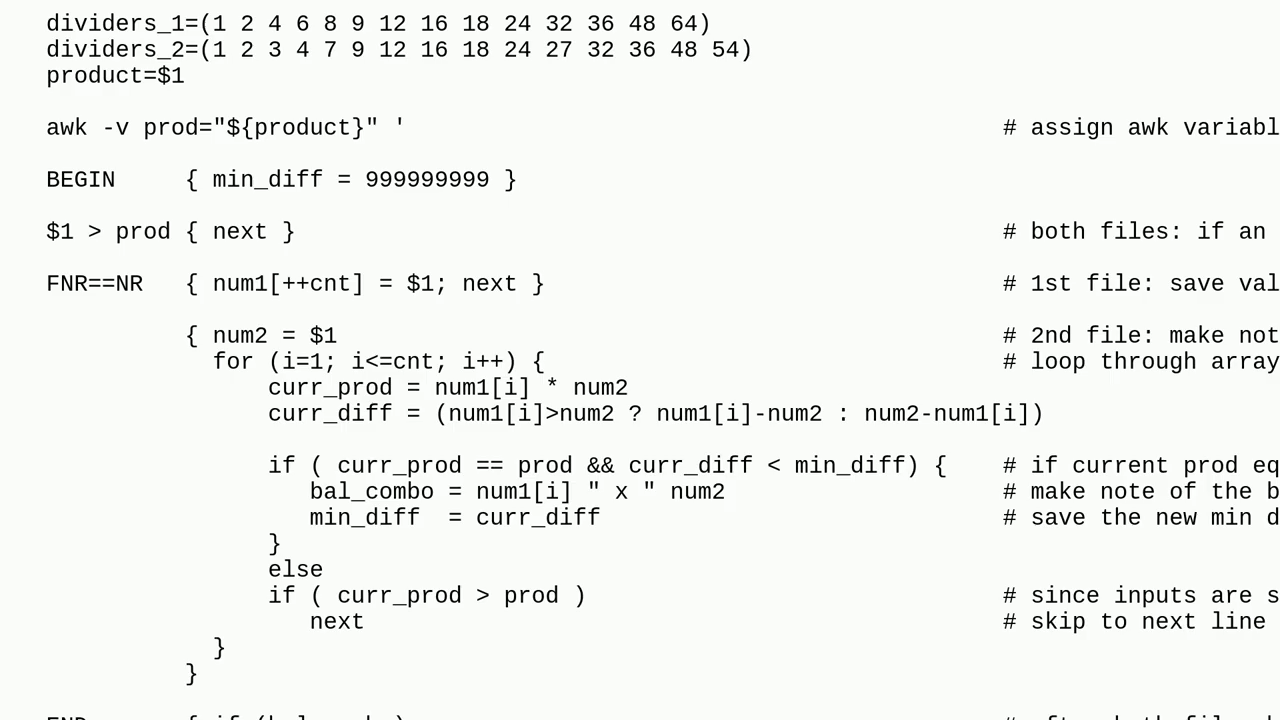 dividers_1=(1 2 4 6 8 9 12 16 18 24 32 36 48 64)
dividers_2=(1 2 3 4 7 9 12 16 18 24 27 32 36 48 54)
product=$1
awk -v prod="${product}" ' # assign awk variabl
BEGIN { min_diff = 999999999 }
$1 > prod { next } # both files: if an
FNR==NR { num1[++cnt] = $1; next } # 1st file: save val
{ num2 = $1 # 2nd file: make not
for (i=1; i<=cnt; i++) { # loop through array
curr_prod = num1[i] * num2
curr_diff = (num1[i]>num2 ? num1[i]-num2 : num2-num1[i])
if ( curr_prod == prod && curr_diff < min_diff) { # if current prod eq
bal_combo = num1[i] " x " num2 # make note of the b
min_diff = curr_diff # save the new min d
}
else
if ( curr_prod > prod ) # since inputs are s
next # skip to next line
}
}